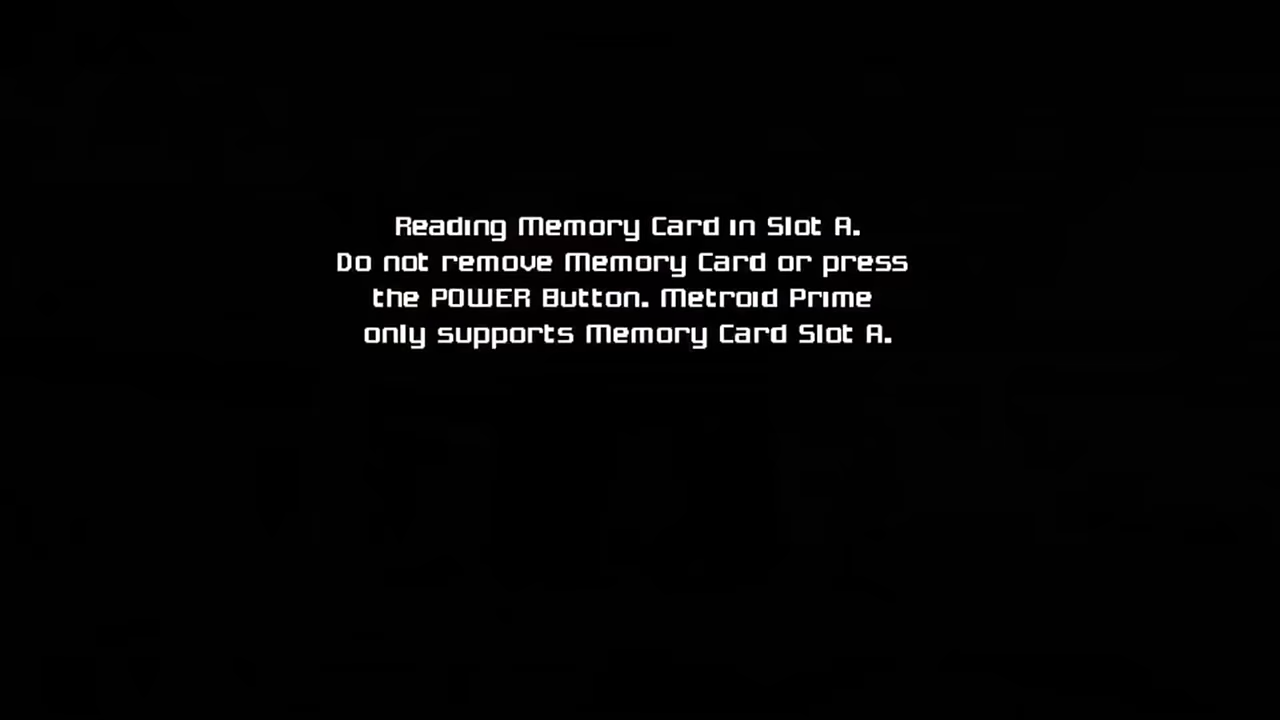 Reading Memory Card in Slot A.
Do not remove Memory Card or press
the POWER Button. Metroid Prime
only supports Memory Card Slot A.